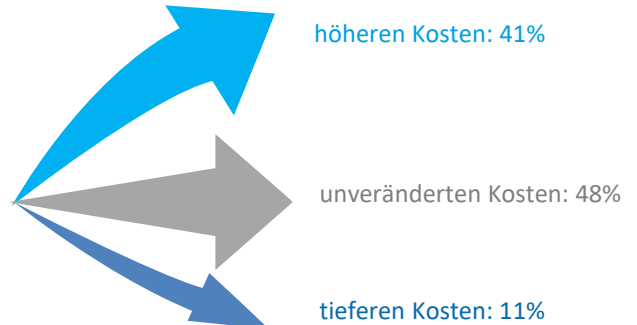 höheren Kosten: 41%
unveränderten Kosten: 48%
tieferen Kosten: 11%